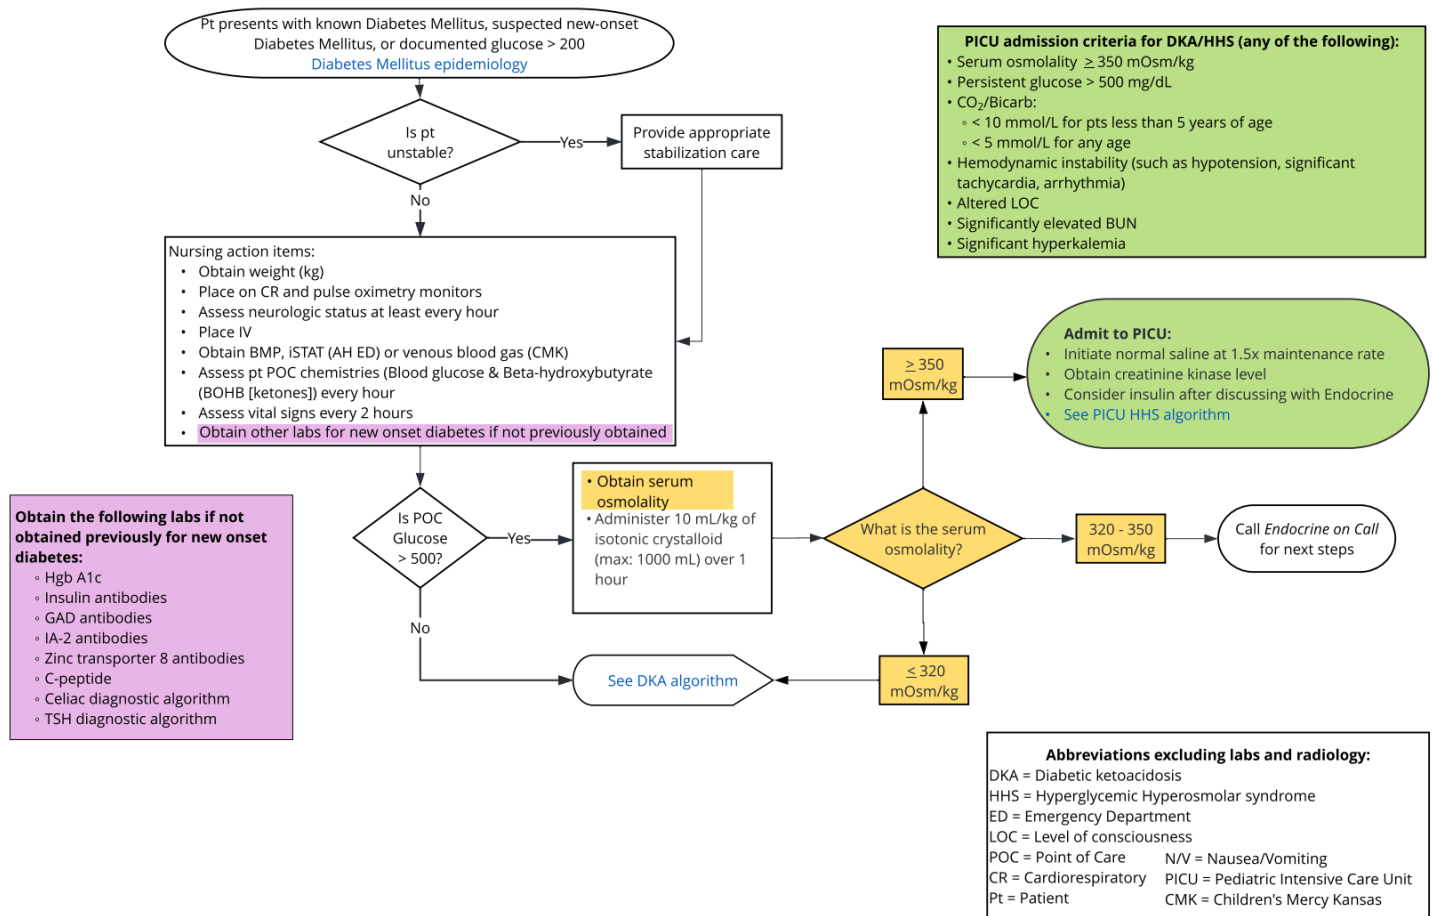 Pt presents with known Diabetes Mellitus, suspected new-onset
Diabetes Mellitus, or documented glucose > 200
Diabetes Mellitus epidemiology
Is pt
unstable?
Yes
Provide appropriate
stabilization care
No
Nursing action items:
• Obtain weight (kg)
• Place on CR and pulse oximetry monitors
• Assess neurologic status at least every hour
• Place IV
• Obtain BMP, iSTAT (AH ED) or venous blood gas (CMK)
• Assess pt POC chemistries (Blood glucose & Beta-hydroxybutyrate
(BOHB [ketones]) every hour
• Assess vital signs every 2 hours
• Obtain other labs for new onset diabetes if not previously obtained
PICU admission criteria for DKA/HHS (any of the following):
• Serum osmolality ≥ 350 mOsm/kg
• Persistent glucose > 500 mg/dL
• CO₂/Bicarb:
◦ < 10 mmol/L for pts less than 5 years of age
◦ < 5 mmol/L for any age
• Hemodynamic instability (such as hypotension, significant
tachycardia, arrhythmia)
• Altered LOC
• Significantly elevated BUN
• Significant hyperkalemia
Obtain the following labs if not
obtained previously for new onset
diabetes:
◦ Hgb A1c
◦ Insulin antibodies
◦ GAD antibodies
◦ IA-2 antibodies
◦ Zinc transporter 8 antibodies
◦ C-peptide
◦ Celiac diagnostic algorithm
◦ TSH diagnostic algorithm
Is POC
Glucose
> 500?
Yes
No
• Obtain serum
osmolality
• Administer 10 mL/kg of
isotonic crystalloid
(max: 1000 mL) over 1
hour
What is the serum
osmolality?
≥ 350
mOsm/kg
Admit to PICU:
• Initiate normal saline at 1.5x maintenance rate
• Obtain creatinine kinase level
• Consider insulin after discussing with Endocrine
• See PICU HHS algorithm
320 - 350
mOsm/kg
Call Endocrine on Call
for next steps
≤ 320
mOsm/kg
See DKA algorithm
Abbreviations excluding labs and radiology:
DKA = Diabetic ketoacidosis
HHS = Hyperglycemic Hyperosmolar syndrome
ED = Emergency Department
LOC = Level of consciousness
POC = Point of Care
N/V = Nausea/Vomiting
CR = Cardiorespiratory
PICU = Pediatric Intensive Care Unit
Pt = Patient
CMK = Children's Mercy Kansas